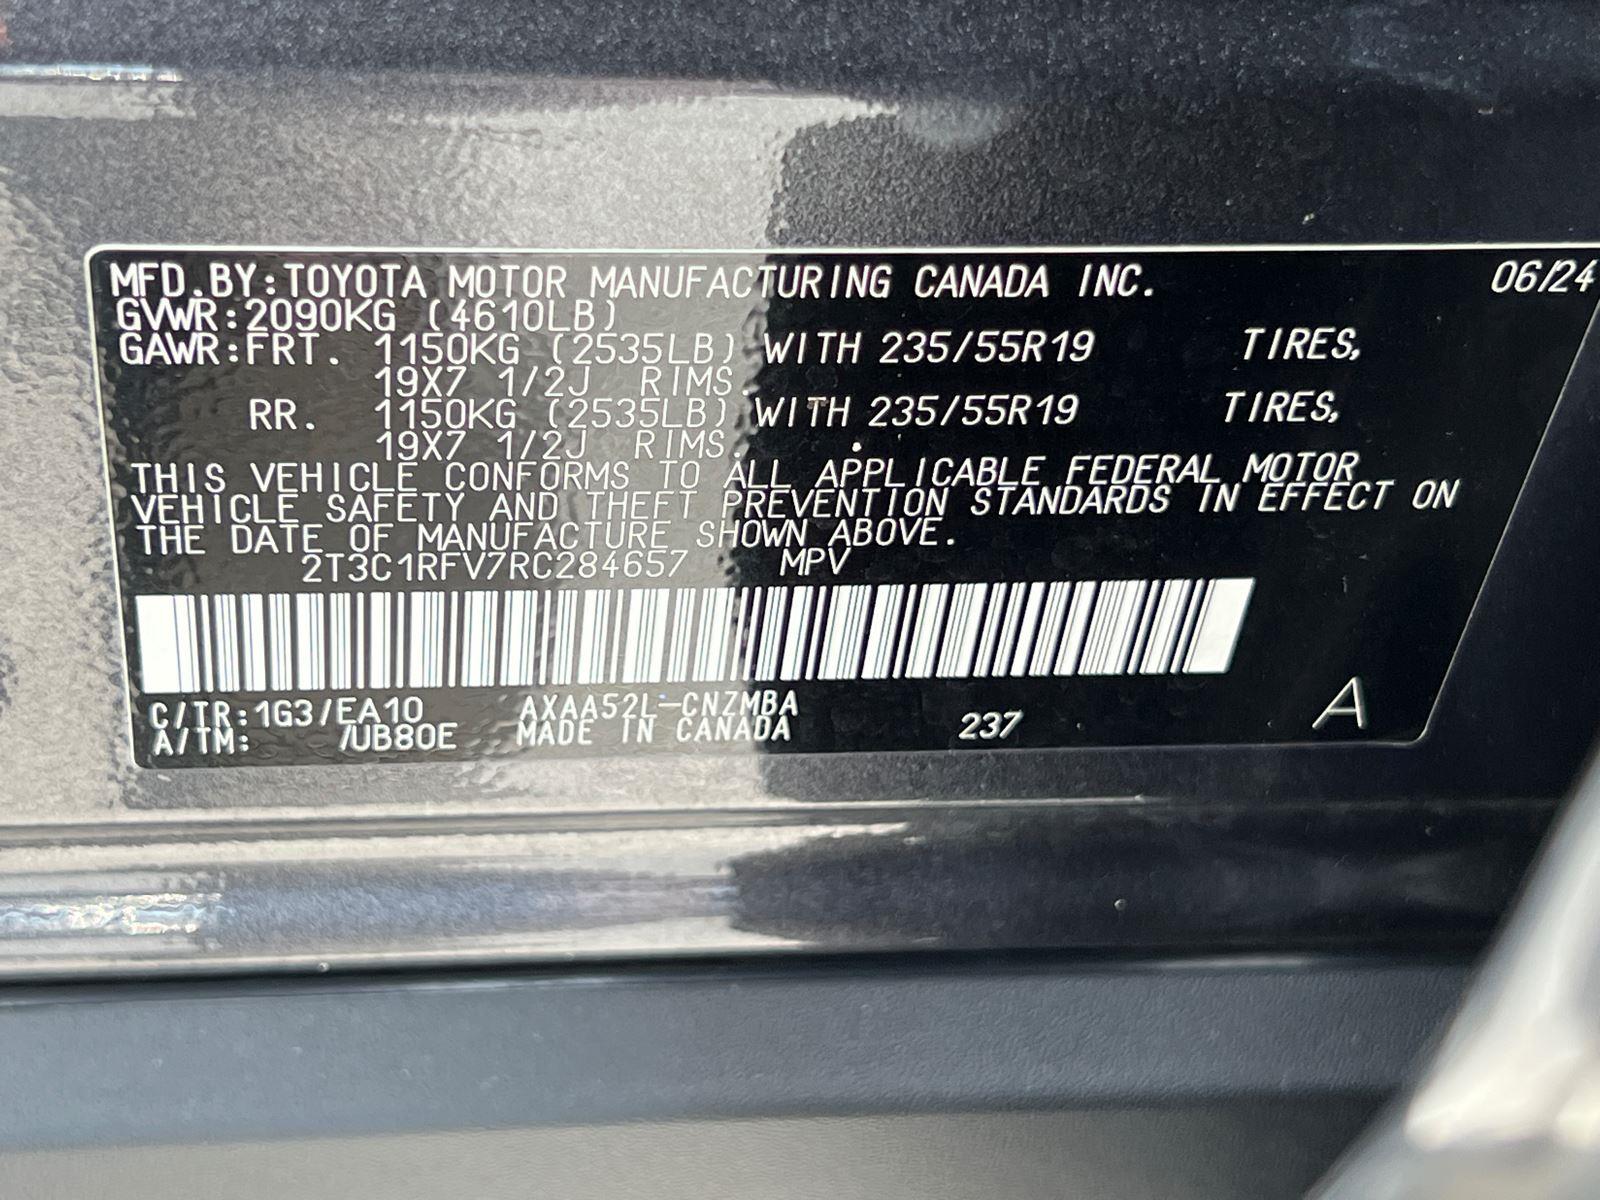 MFD.BY:TOYOTA MOTOR MANUFACTURING CANADA INC. 06/24
GVWR:2090KG (4610LB)
GAWR:FRT. 1150KG (2535LB) WITH 235/55R19 TIRES,
19X7 1/2J RIMS.
RR. 1150KG (2535LB) WITH 235/55R19 TIRES,
19X7 1/2J RIMS.
THIS VEHICLE CONFORMS TO ALL APPLICABLE FEDERAL MOTOR
VEHICLE SAFETY AND THEFT PREVENTION STANDARDS IN EFFECT ON
THE DATE OF MANUFACTURE SHOWN ABOVE.
2T3C1RFV7RC284657 MPV
C/TR:1G3/EA10 AXAA52L-CNZMBA
A/TM: /UB80E MADE IN CANADA 237 A